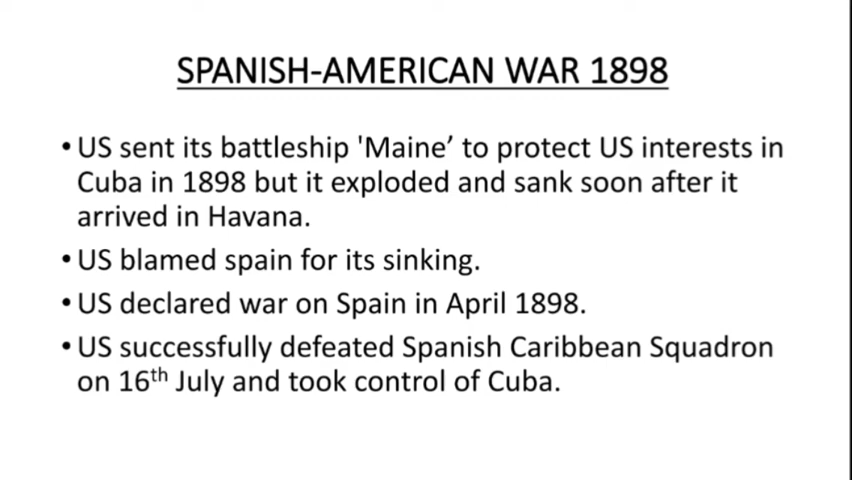 SPANISH-AMERICAN WAR 1898
• US sent its battleship 'Maine’ to protect US interests in
Cuba in 1898 but it exploded and sank soon after it
arrived in Havana.
• US blamed spain for its sinking.
• US declared war on Spain in April 1898.
• US successfully defeated Spanish Caribbean Squadron
on 16th July and took control of Cuba.